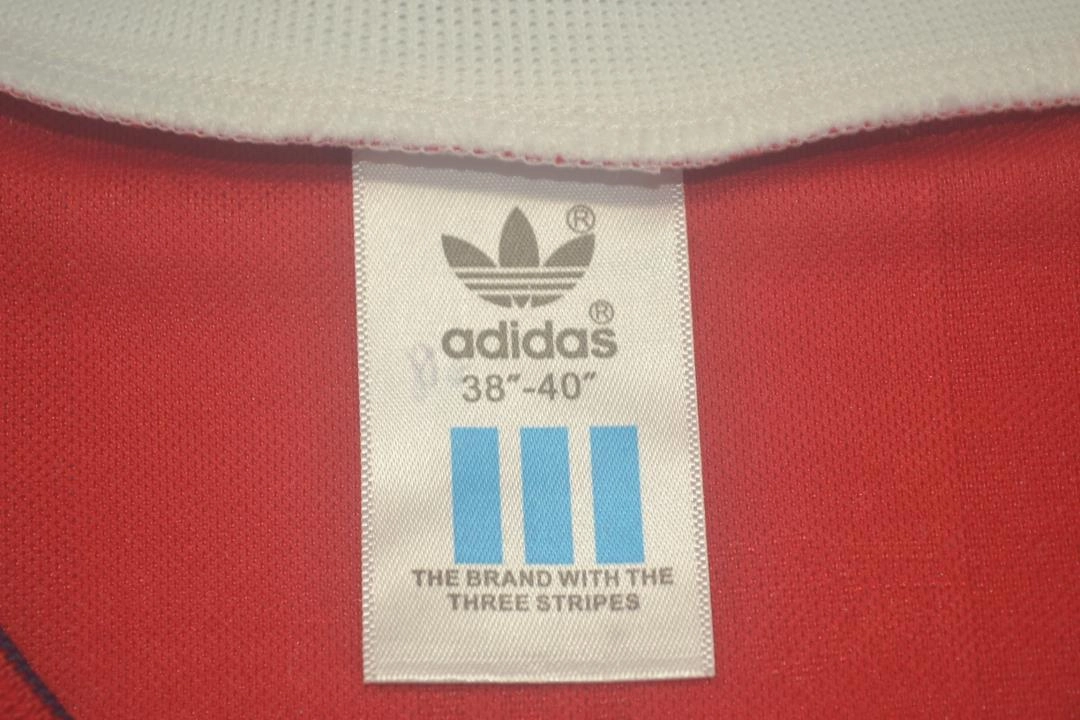 ®
®
adidas
38″-40″
THE BRAND WITH THE
THREE STRIPES